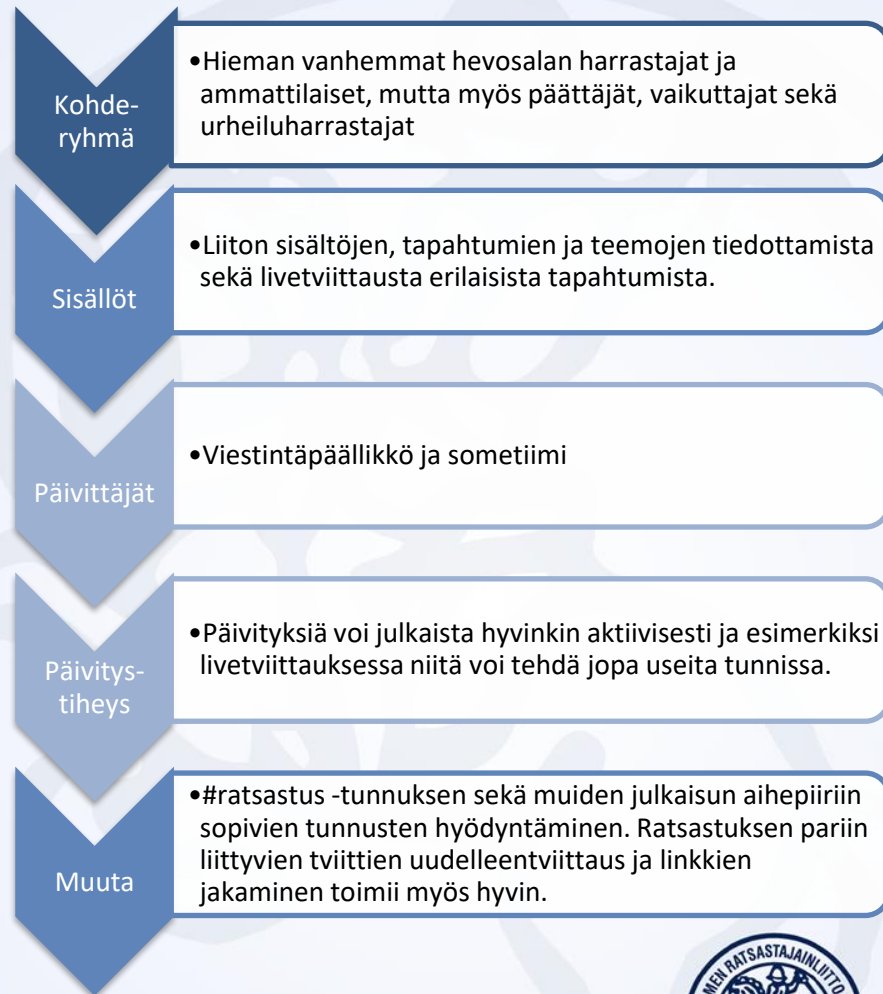 Kohde-
ryhmä
•Hieman vanhemmat hevosalan harrastajat ja
ammattilaiset, mutta myös päättäjät, vaikuttajat sekä
urheiluharrastajat
Sisällöt
•Liiton sisältöjen, tapahtumien ja teemojen tiedottamista
sekä livetviittausta erilaisista tapahtumista.
Päivittäjät
•Viestintäpäällikkö ja sometiimi
Päivitys-
tiheys
•Päivityksiä voi julkaista hyvinkin aktiivisesti ja esimerkiksi
livetviittauksessa niitä voi tehdä jopa useita tunnissa.
Muuta
•#ratsastus -tunnuksen sekä muiden julkaisun aihepiiriin
sopivien tunnusten hyödyntäminen. Ratsastuksen pariin
liittyvien tviittien uudelleentviittaus ja linkkien
jakaminen toimii myös hyvin.
MEN RATSASTAJAINLIITTO